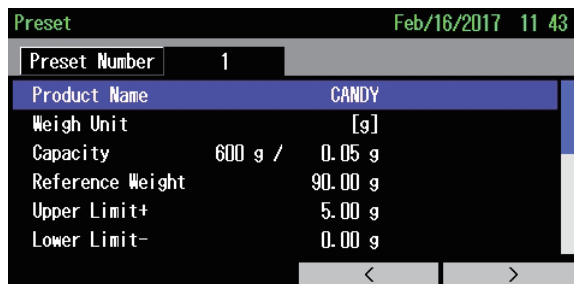 Preset Feb/16/2017 11 43
Preset Number 1
Product Name CANDY
Weigh Unit [g]
Capacity 600 g / 0.05 g
Reference Weight 90.00 g
Upper Limit+ 5.00 g
Lower Limit- 0.00 g
< >